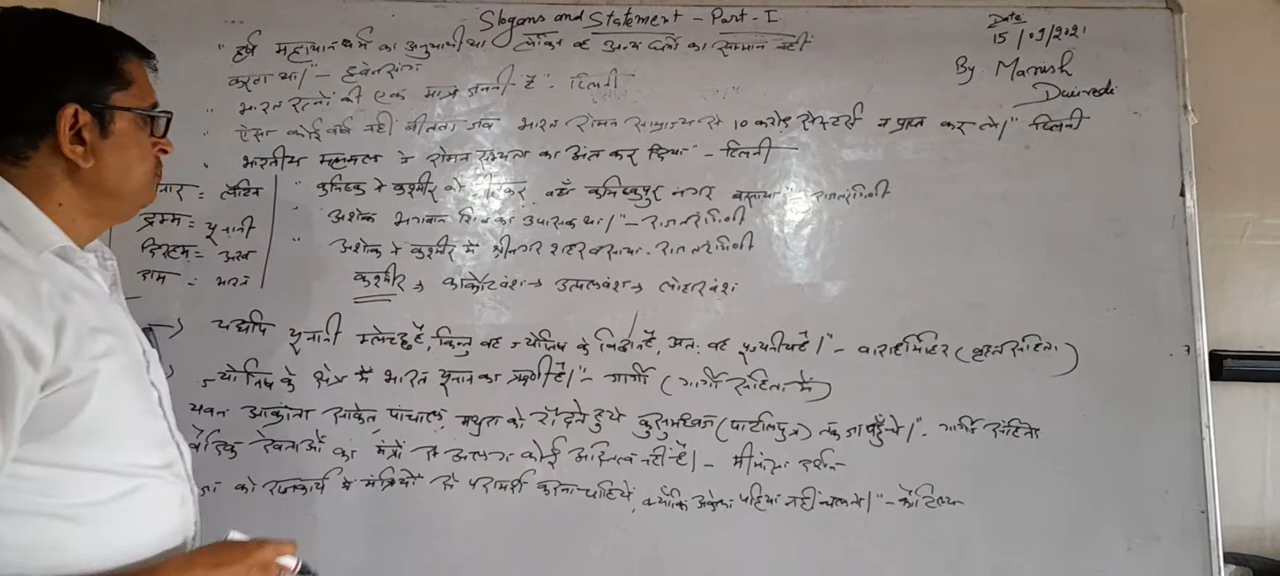 Slogans and Statement - Part - I
Date
15/09/2021
By. Manish
Dwivedi
" हर्ष महायान धर्म का अनुयायी था लेकिन वह अन्य धर्मो का सम्मान नहीं
करता था।" - ह्वेनसांग
" भारत रत्नों की एक मात्र जननी है" - प्लिनी
" ऐसा कोई वर्ष नहीं बीतता जब भारत रोमन साम्राज्य से 10 करोड़ सेस्टर्स न प्राप्त कर ले।" प्लिनी
" भारतीय मलमल ने रोमन सभ्यता का अंत कर दिया" - प्लिनी
नार : लैटिन
द्रम्म : यूनानी
दिरहम : अरब
दाम : भारत
" कनिष्क ने कश्मीर को जीतकर वहाँ कनिष्कपुर नगर बसाया" - राजतरंगिणी
" अशोक भगवान शिव का उपासक था।" - राजतरंगिणी
" अशोक ने कश्मीर में श्रीनगर शहर बसाया - राजतरंगिणी
कश्मीर → कार्कोट वंश → उत्पल वंश → लोहार वंश
→ यद्यपि यूनानी म्लेच्छ है, किन्तु वह ज्योतिष के विद्वान है, अतः वह पूज्यनीय है।" - वाराहमिहिर (वृहत संहिता)
ज्योतिष के क्षेत्र में भारत यूनान का ऋणी है।" - गार्गी (गार्गी संहिता में)
यवन आक्रांता साकेत, पांचाल, मथुरा को रौंदते हुये कुसुमध्वज (पाटलिपुत्र) तक जा पहुँचे।" - गार्गी संहिता
वैदिक देवताओं का मंत्रों से अलग कोई अस्तित्व नहीं है। - मीमांसा दर्शन
को राजकार्य में मंत्रियों से परामर्श करना चाहिये, क्योंकि अकेला पहिया नहीं चलता।" - कौटिल्य